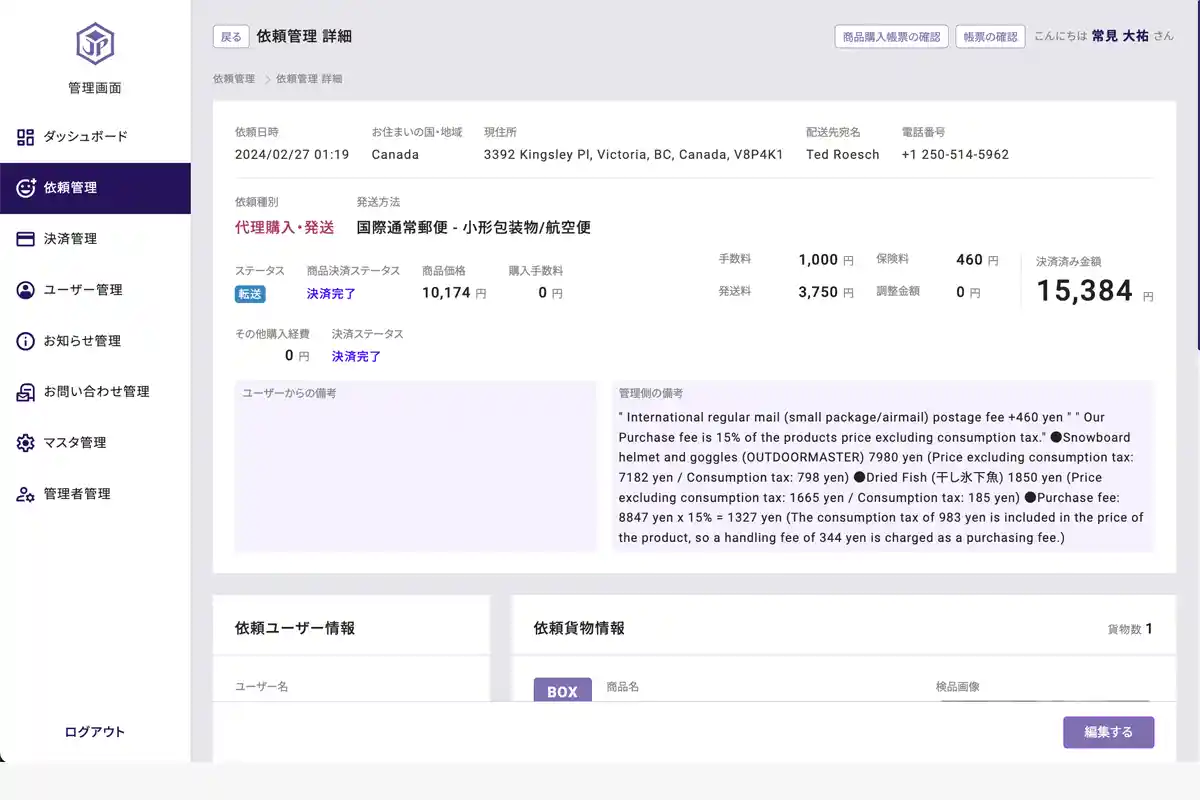 JP
管理画面
ダッシュボード
依頼管理
決済管理
ユーザー管理
お知らせ管理
お問い合わせ管理
マスタ管理
管理者管理
ログアウト
戻る 依頼管理 詳細
商品購入帳票の確認 帳票の確認 こんにちは 常見 大祐 さん
依頼管理 > 依頼管理 詳細
依頼日時 お住まいの国・地域 現住所 配送先宛名 電話番号
2024/02/27 01:19 Canada 3392 Kingsley Pl, Victoria, BC, Canada, V8P4K1 Ted Roesch +1 250-514-5962
依頼種別 発送方法
代理購入・発送 国際通常郵便 - 小形包装物/航空便
ステータス 商品決済ステータス 商品価格 購入手数料
転送 決済完了 10,174 円 0 円
手数料 1,000 円 保険料 460 円
発送料 3,750 円 調整金額 0 円
決済済み金額
15,384 円
その他購入経費 決済ステータス
0 円 決済完了
ユーザーからの備考
管理側の備考
" International regular mail (small package/airmail) postage fee +460 yen " " Our
Purchase fee is 15% of the products price excluding consumption tax." ●Snowboard
helmet and goggles (OUTDOORMASTER) 7980 yen (Price excluding consumption tax:
7182 yen / Consumption tax: 798 yen) ●Dried Fish (干し氷下魚) 1850 yen (Price
excluding consumption tax: 1665 yen / Consumption tax: 185 yen) ●Purchase fee:
8847 yen x 15% = 1327 yen (The consumption tax of 983 yen is included in the price of
the product, so a handling fee of 344 yen is charged as a purchasing fee.)
依頼ユーザー情報
ユーザー名
依頼貨物情報 貨物数 1
BOX 商品名 検品画像
編集する